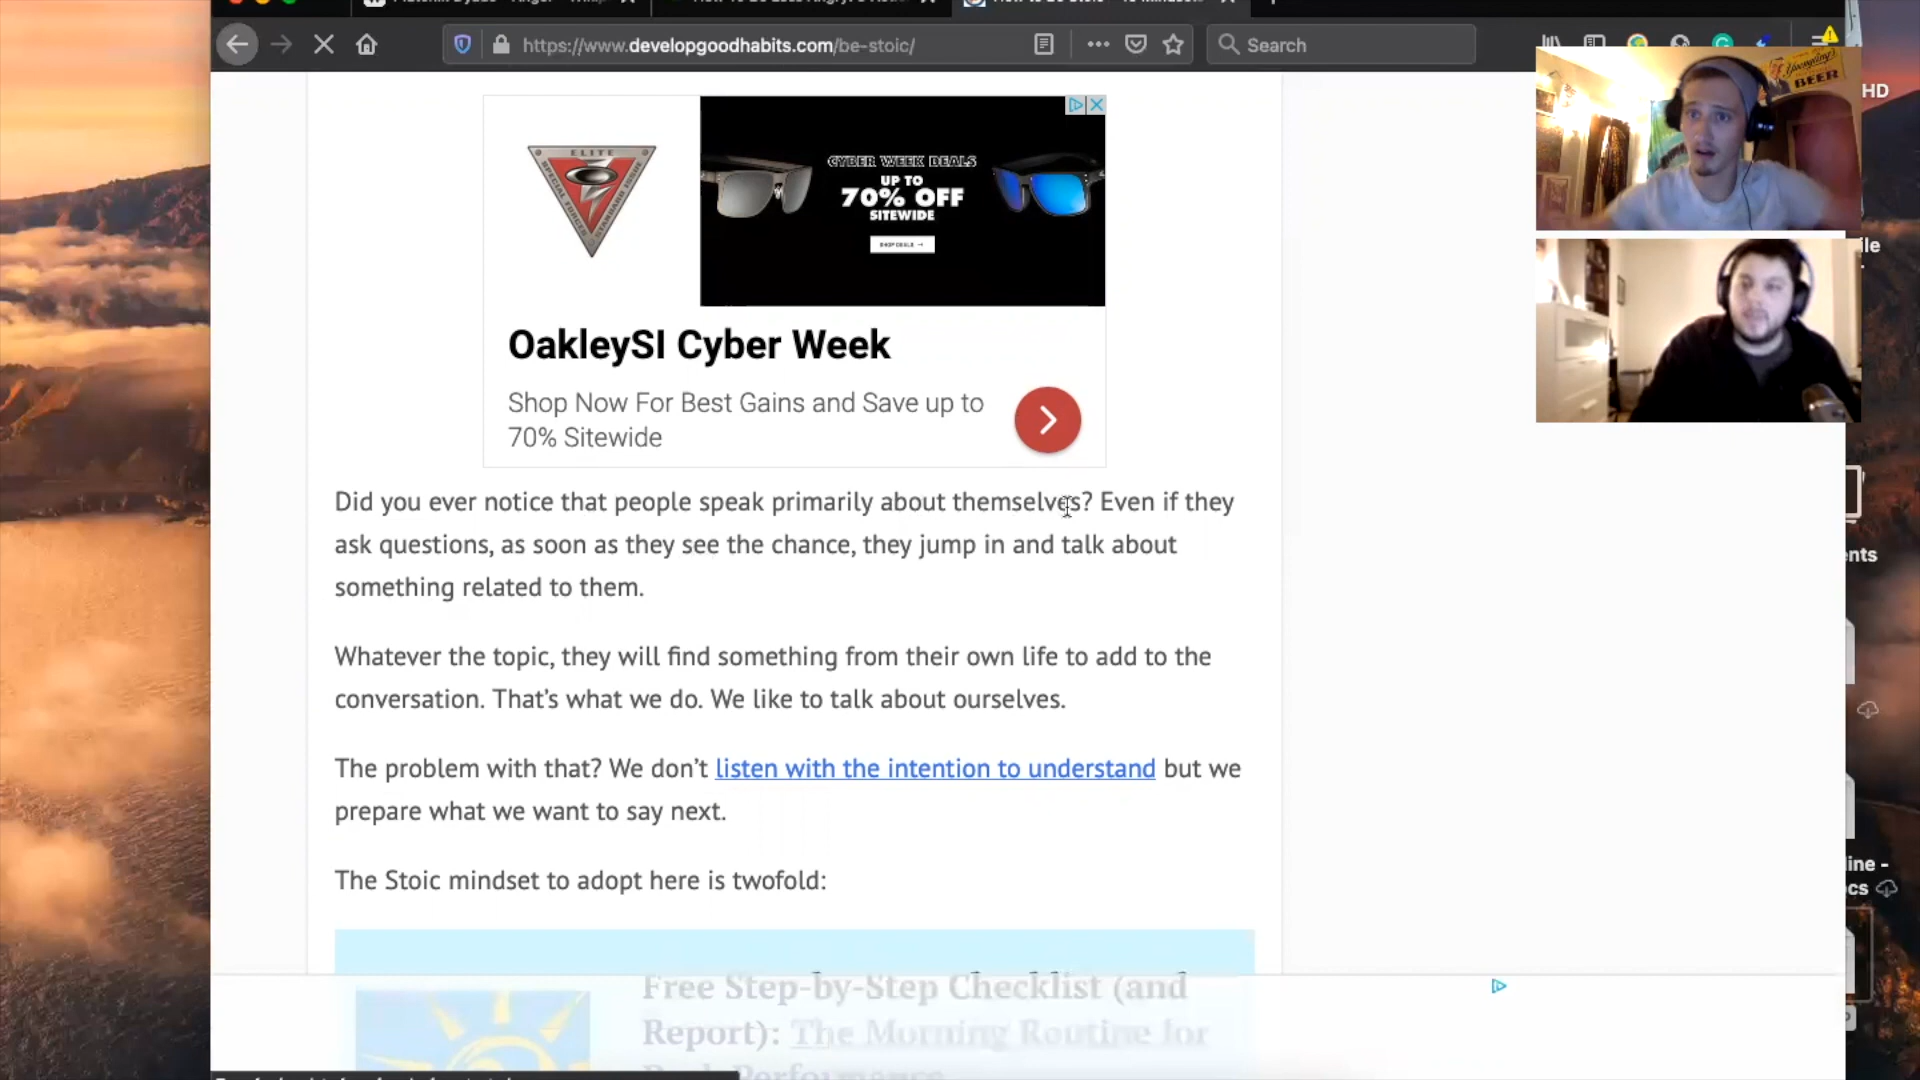 https://www.developgoodhabits.com/be-stoic/
Search
HD
BEER
ELITE
CYBER WEEK DEALS
UP TO
70% OFF
SITEWIDE
SHOP DEALS →
OakleySI Cyber Week
Shop Now For Best Gains and Save up to
70% Sitewide
Did you ever notice that people speak primarily about themselves? Even if they
ask questions, as soon as they see the chance, they jump in and talk about
something related to them.
Whatever the topic, they will find something from their own life to add to the
conversation. That's what we do. We like to talk about ourselves.
The problem with that? We don't listen with the intention to understand but we
prepare what we want to say next.
The Stoic mindset to adopt here is twofold:
Free Step-by-Step Checklist (and
Report): The Morning Routine for